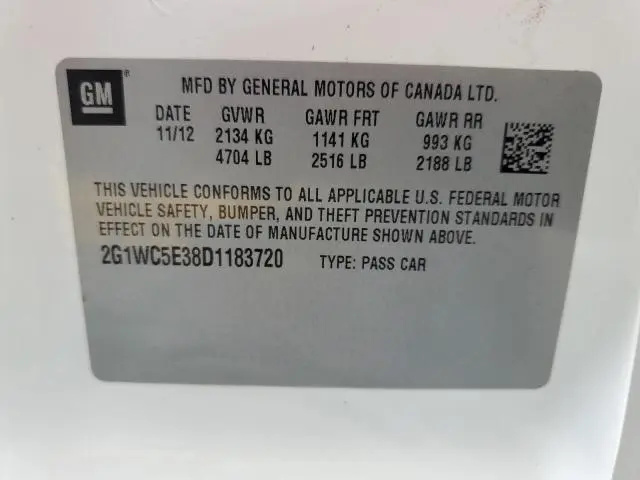 GM®
MFD BY GENERAL MOTORS OF CANADA LTD.
DATE GVWR GAWR FRT GAWR RR
11/12 2134 KG 1141 KG 993 KG
4704 LB 2516 LB 2188 LB
THIS VEHICLE CONFORMS TO ALL APPLICABLE U.S. FEDERAL MOTOR
VEHICLE SAFETY, BUMPER, AND THEFT PREVENTION STANDARDS IN
EFFECT ON THE DATE OF MANUFACTURE SHOWN ABOVE.
2G1WC5E38D1183720 TYPE: PASS CAR